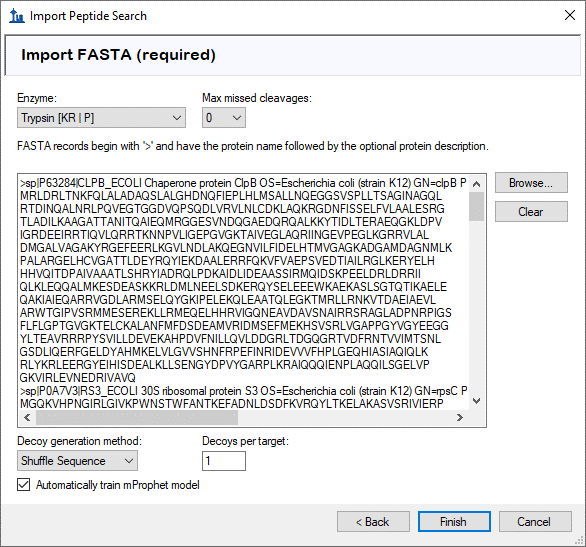 Import Peptide Search
Import FASTA (required)
Enzyme:
Max missed cleavages:
Trypsin [KR | P]
0
FASTA records begin with '>' and have the protein name followed by the optional protein description.
>sp|P63284|CLPB_ECOLI Chaperone protein ClpB OS=Escherichia coli (strain K12) GN=clpB P
MRLDRLTNKFQLALADAQSLALGHDNQFIEPLHLMSALLNQEGGSVSPLLTSAGINAGQL
RTDINQALNRLPQVEGTGGDVQPSQDLVRVLNLCDKLAQKRGDNFISSELFVLAALESRG
TLADILKAAGATTANITQAIEQMRGGESVNDQGAEDQRQALKKYTIDLTERAEQGKLDPV
IGRDEEIRRTIQVLQRRTKNNPVLIGEPGVGKTAIVEGLAQRIINGEVPEGLKGRRVLAL
DMGALVAGAKYRGEFEERLKGVLNDLAKQEGNVILFIDELHTMVGAGKADGAMDAGNMLK
PALARGELHCVGATTLDEYRQYIEKDAALERRFQKVFVAEPSVEDTIAILRGLKERYELH
HHVQITDPAIVAAATLSHRYIADRQLPDKAIDLIDEAASSIRMQIDSKPEELDRLDRRII
QLKLEQQALMKESDEASKKRLDMLNEELSDKERQYSELEEEWKAEKASLSGTQTIKAELE
QAKIAIEQARRVGDLARMSELQYGKIPELEKQLEAATQLEGKTMRLLRNKVTDAEIAEVL
ARWTGIPVSRMMESEREKLLRMEQELHHRVIGQNEAVDAVSNAIRRSRAGLADPNRPIGS
FLFLGPTGVGKTELCKALANFMFDSDEAMVRIDMSEFMEKHSVSRLVGAPPGYVGYEEGG
YLTEAVRRRPYSVILLDEVEKAHPDVFNILLQVLDDGRLTDGQGRTVDFRNTVVIMTSNL
GSDLIQERFGELDYAHMKELVLGVVSHNFRPEFINRIDEVVVFHPLGEQHIASIAQIQLK
RLYKRLEERGYEIHISDEALKLLSENGYDPVYGARPLKRAIQQQIENPLAQQILSGELVP
GKVIRLEVNEDRIVAVQ
>sp|P0A7V3|RS3_ECOLI 30S ribosomal protein S3 OS=Escherichia coli (strain K12) GN=rpsC P
MGQKVHPNGIRLGIVKPWNSTWFANTKEFADNLDSDFKVRQYLTKELAKASVSRIVIERP
Browse...
Clear
Decoy generation method:
Decoys per target:
Shuffle Sequence
1
Automatically train mProphet model
< Back
Finish
Cancel